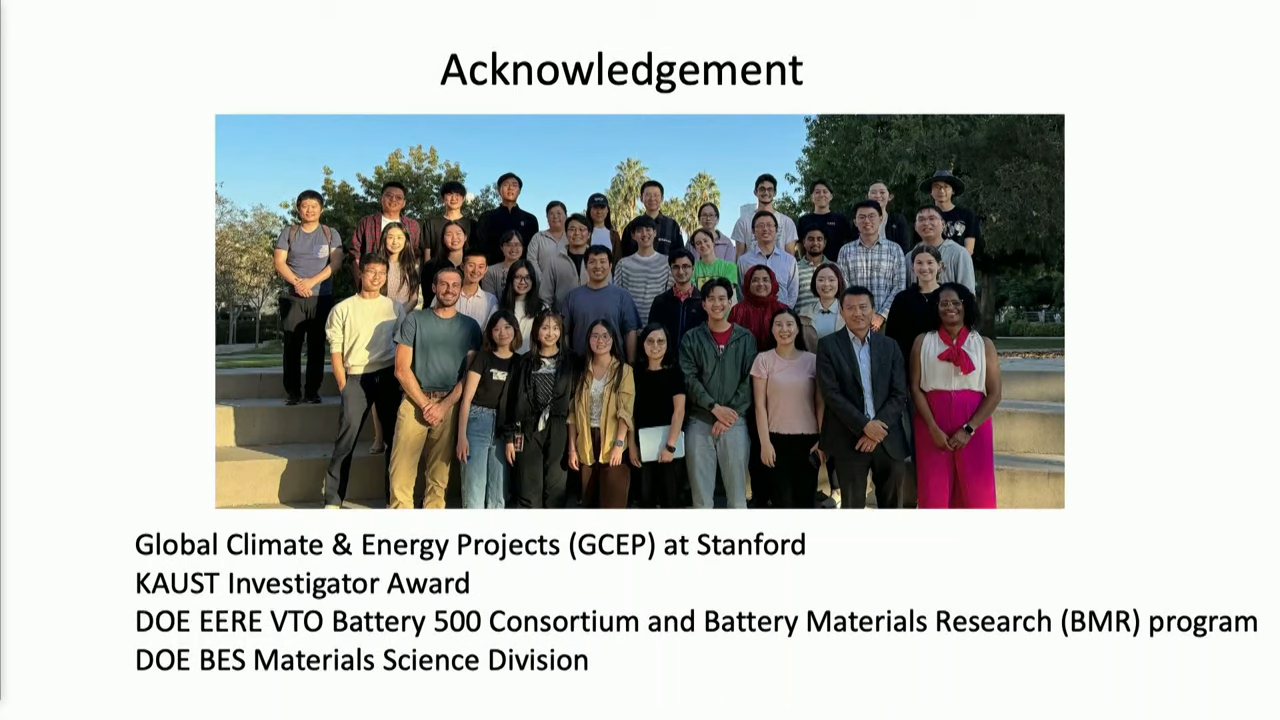 Acknowledgement
Global Climate & Energy Projects (GCEP) at Stanford
KAUST Investigator Award
DOE EERE VTO Battery 500 Consortium and Battery Materials Research (BMR) program
DOE BES Materials Science Division